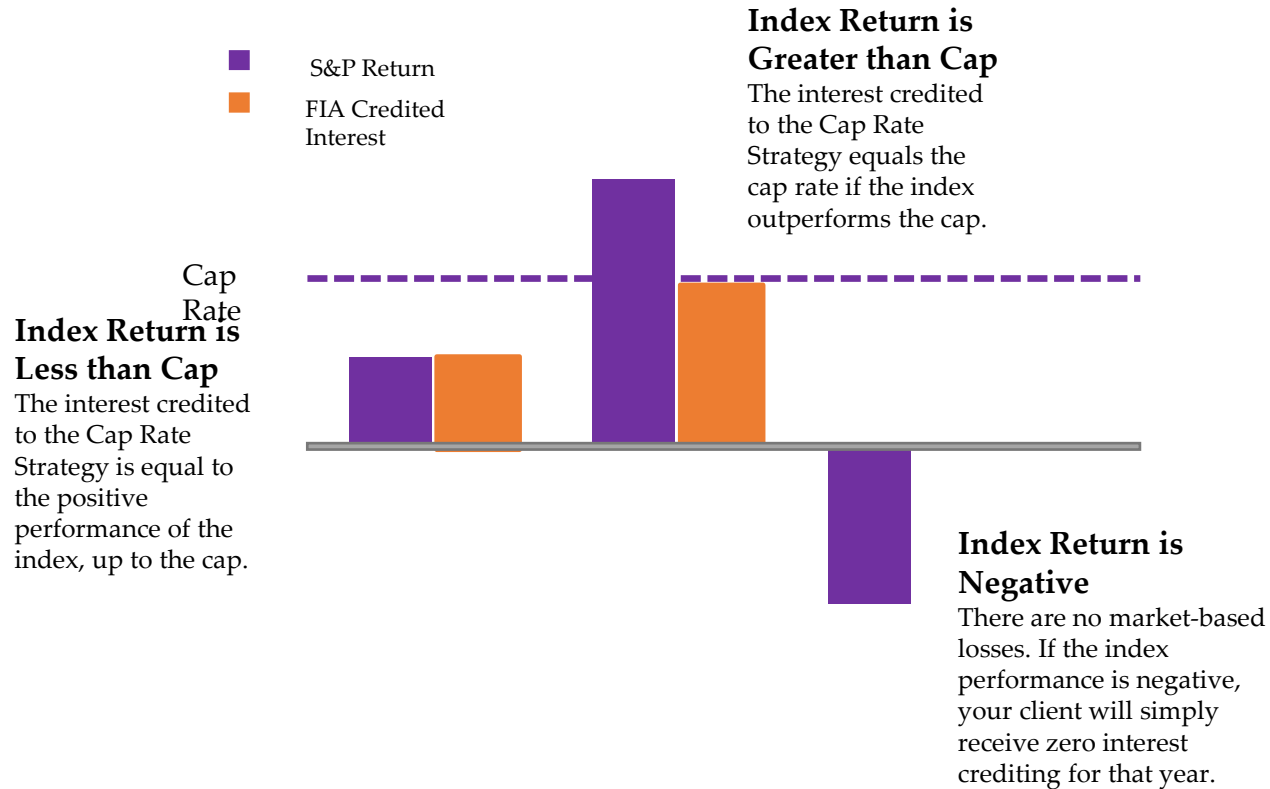 S&P Return
FIA Credited
Interest
Index Return is
Greater than Cap
The interest credited
to the Cap Rate
Strategy equals the
cap rate if the index
outperforms the cap.
Cap
Rate
Index Return is
Less than Cap
The interest credited
to the Cap Rate
Strategy is equal to
the positive
performance of the
index, up to the cap.
Index Return is
Negative
There are no market-based
losses. If the index
performance is negative,
your client will simply
receive zero interest
crediting for that year.